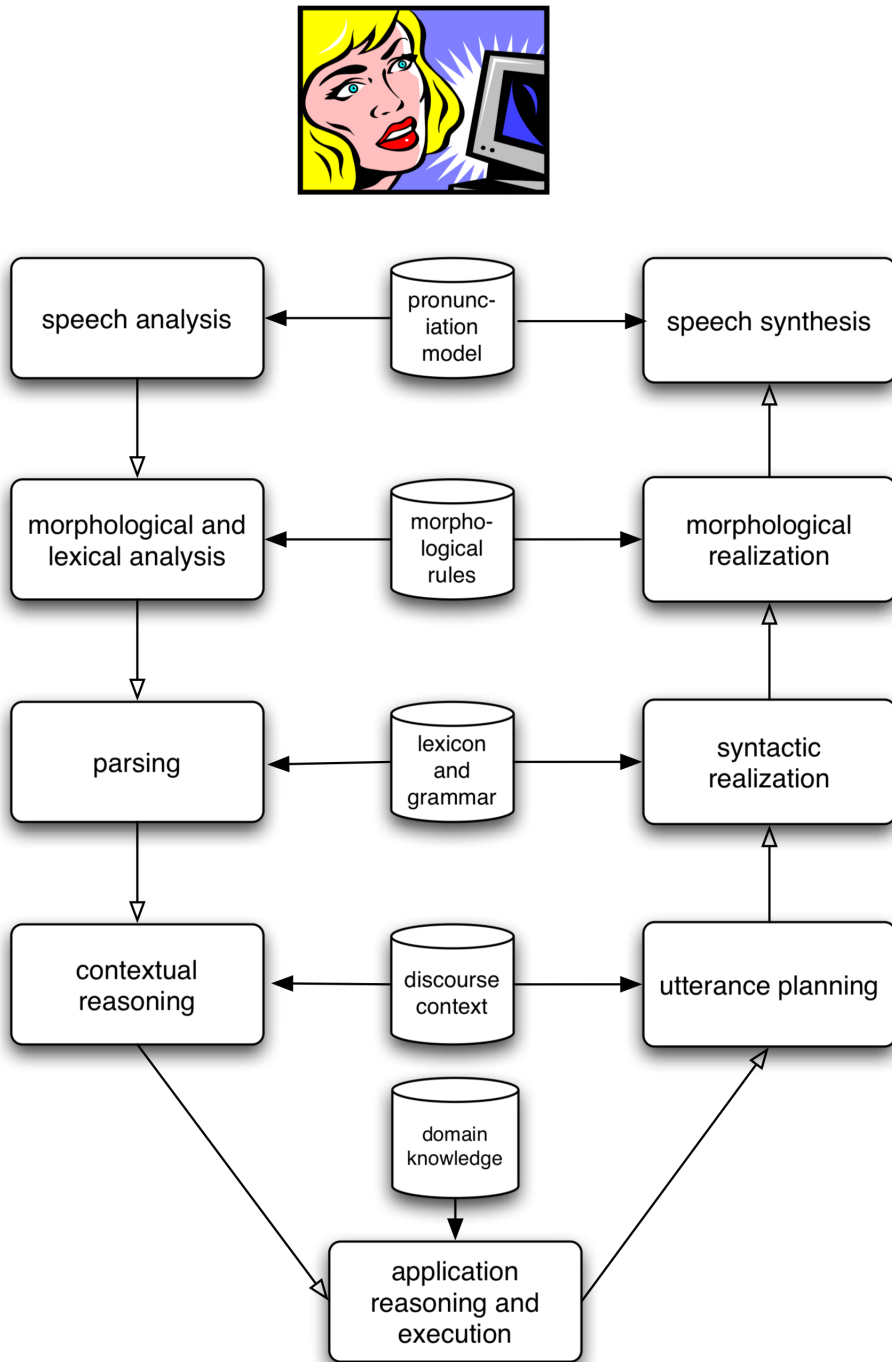 speech analysis
pronunc-
iation
model
speech synthesis
morphological and
lexical analysis
morpho-
logical
rules
morphological
realization
parsing
lexicon
and
grammar
syntactic
realization
contextual
reasoning
discourse
context
utterance planning
domain
knowledge
application
reasoning and
execution